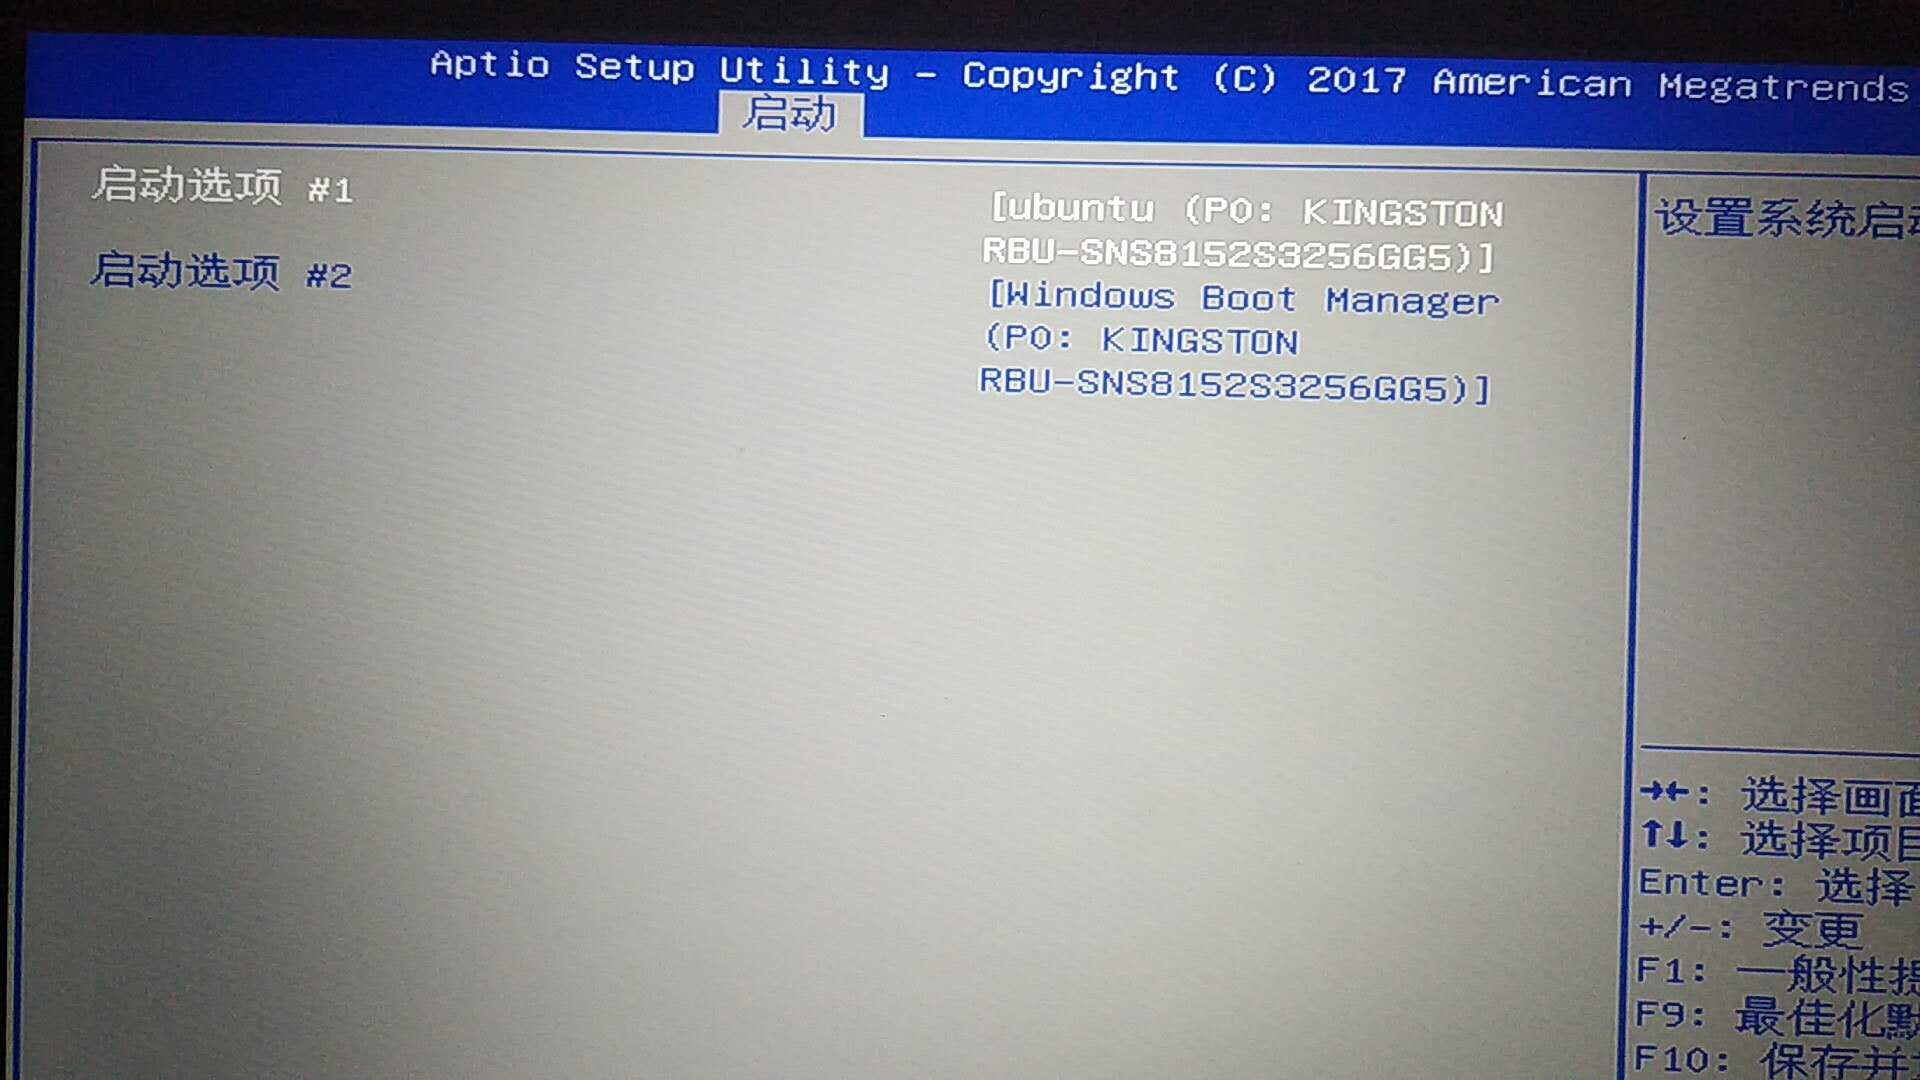 Aptio Setup Utility - Copyright (C) 2017 American Megatrends
启动
启动选项 #1
[ubuntu (P0: KINGSTON
RBU-SNS8152S3256GG5)]
启动选项 #2
[Windows Boot Manager
(P0: KINGSTON
RBU-SNS8152S3256GG5)]
设置系统启动
→←: 选择画面
↑↓: 选择项目
Enter: 选择
+/-: 变更
F1: 一般性
F9: 最佳化
F10: 保存并